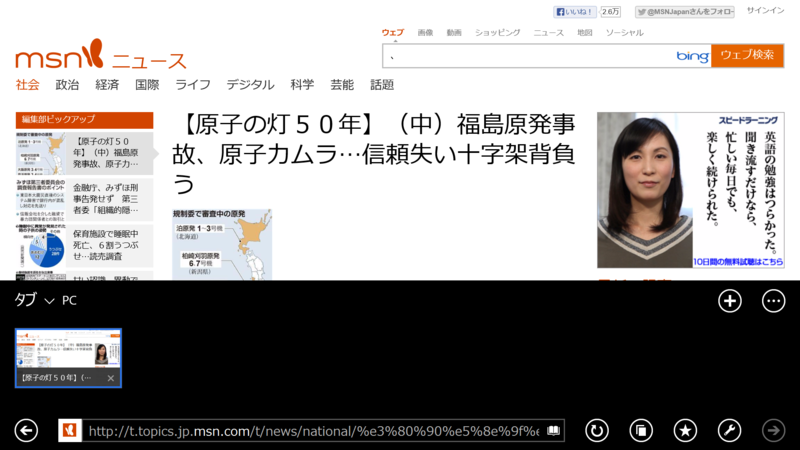 いいね！ 2.6万 @MSNJapanさんをフォロー サインイン
ウェブ 画像 動画 ショッピング ニュース 地図 ソーシャル
msn ニュース
、 bing ウェブ検索
社会 政治 経済 国際 ライフ デジタル 科学 芸能 話題
編集部ピックアップ
【原子の灯５０
年】（中）福島原
発事故、原子力…
金融庁、みずほ刑
事告発せず 第三
者委「組織的隠…
保育施設で睡眠中
死亡、６割うつぶ
せ…読売調査
【原子の灯５０年】（中）福島原発事
故、原子力ムラ…信頼失い十字架背負
う
規制委で審査中の原発
泊原発 1～3号機
(北海道)
柏崎刈羽原発
6,7号機
(新潟県)
スピードラーニング
英語の勉強はつらかった。
聞き流すだけなら、
忙しい毎日でも、
楽しく続けられた。
10日間の無料試聴はこちら
タブ PC
【原子の灯５０年】（…
http://t.topics.jp.msn.com/t/news/national/%e3%80%90%e5%8e%9f%e